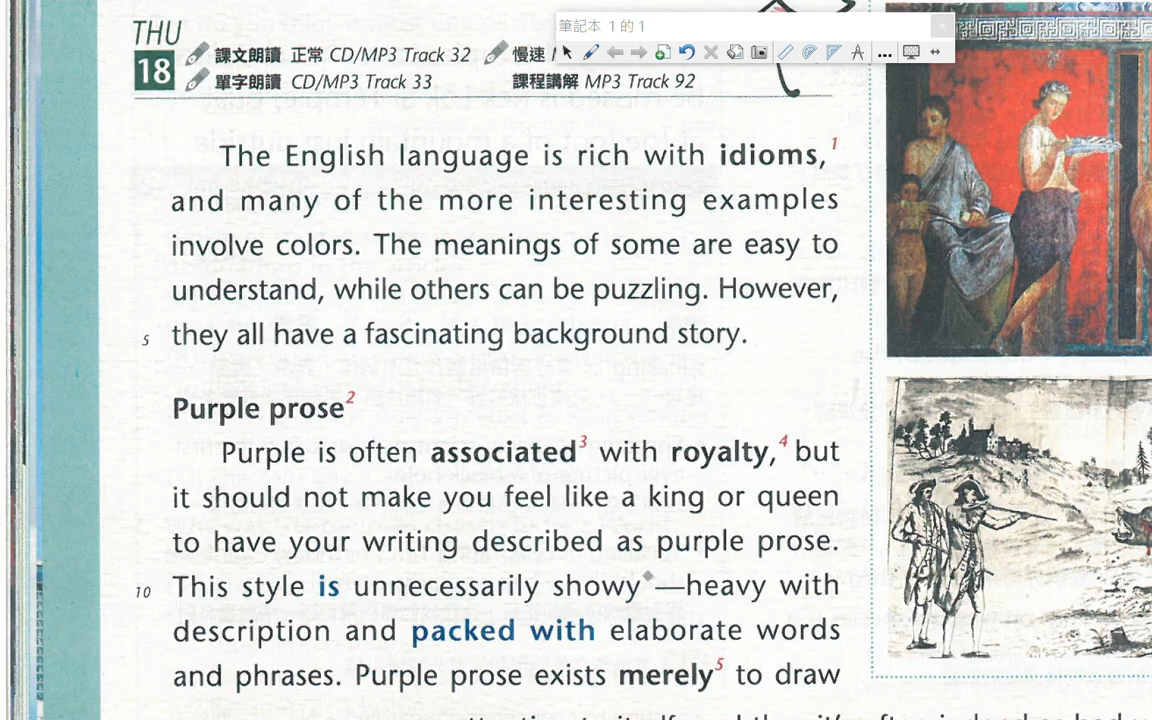 筆記本 1 的 1
THU
18
課文朗讀 正常 CD/MP3 Track 32 慢速
單字朗讀 CD/MP3 Track 33 課程講解 MP3 Track 92
The English language is rich with idioms,1
and many of the more interesting examples
involve colors. The meanings of some are easy to
understand, while others can be puzzling. However,
5 they all have a fascinating background story.
Purple prose2
Purple is often associated3 with royalty,4 but
it should not make you feel like a king or queen
to have your writing described as purple prose.
10 This style is unnecessarily showy◆—heavy with
description and packed with elaborate words
and phrases. Purple prose exists merely5 to draw